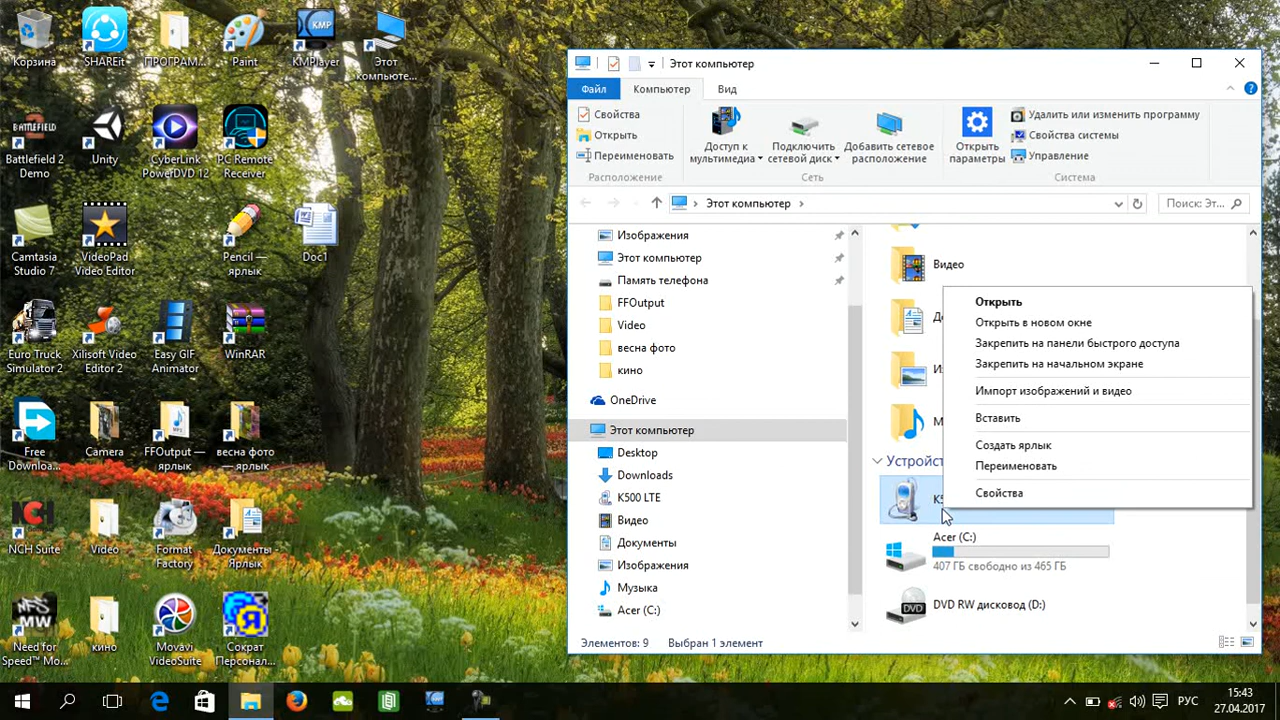 Корзина
SHAREit
ПРОГРАМ...
Paint
KMPlayer
Этот
компьюте...
Battlefield 2
Demo
Unity
CyberLink
PowerDVD 12
PC Remote
Receiver
Camtasia
Studio 7
VideoPad
Video Editor
Pencil —
ярлык
Doc1
Euro Truck
Simulator 2
Xilisoft Video
Editor 2
Easy GIF
Animator
WinRAR
Free
Downloa...
Camera
FFOutput —
ярлык
весна фото
— ярлык
NCH Suite
Video
Format
Factory
Документы -
Ярлык
Need for
Speed™ Mo...
кино
Movavi
VideoSuite
Сократ
Персонал...
Этот компьютер
Файл
Компьютер
Вид
Свойства
Открыть
Переименовать
Расположение
Доступ к
мультимедиа
Подключить
сетевой диск
Добавить сетевое
расположение
Сеть
Открыть
параметры
Удалить или изменить программу
Свойства системы
Управление
Система
Этот компьютер
Поиск: Эт...
Изображения
Этот компьютер
Память телефона
FFOutput
Video
весна фото
кино
OneDrive
Этот компьютер
Desktop
Downloads
K500 LTE
Видео
Документы
Изображения
Музыка
Acer (C:)
Видео
Открыть
Открыть в новом окне
Закрепить на панели быстрого доступа
Закрепить на начальном экране
Импорт изображений и видео
Вставить
Создать ярлык
Переименовать
Свойства
Acer (C:)
407 ГБ свободно из 465 ГБ
DVD RW дисковод (D:)
Элементов: 9
Выбран 1 элемент
РУС
15:43
27.04.2017